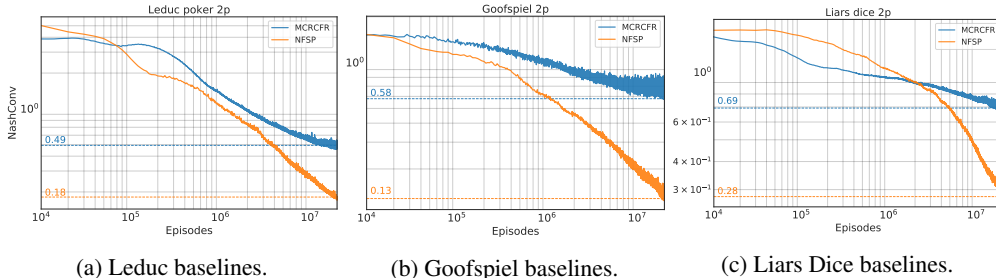 Leduc poker 2p
MCRCFR
NFSP
NashConv
10⁰
0.49
0.18
10⁴ 10⁵ 10⁶ 10⁷
Episodes
(a) Leduc baselines.
Goofspiel 2p
MCRCFR
NFSP
10⁰
0.58
0.13
10⁴ 10⁵ 10⁶ 10⁷
Episodes
(b) Goofspiel baselines.
Liars dice 2p
MCRCFR
NFSP
10⁰
0.69
6 × 10⁻¹
4 × 10⁻¹
3 × 10⁻¹
0.28
10⁴ 10⁵ 10⁶ 10⁷
Episodes
(c) Liars Dice baselines.